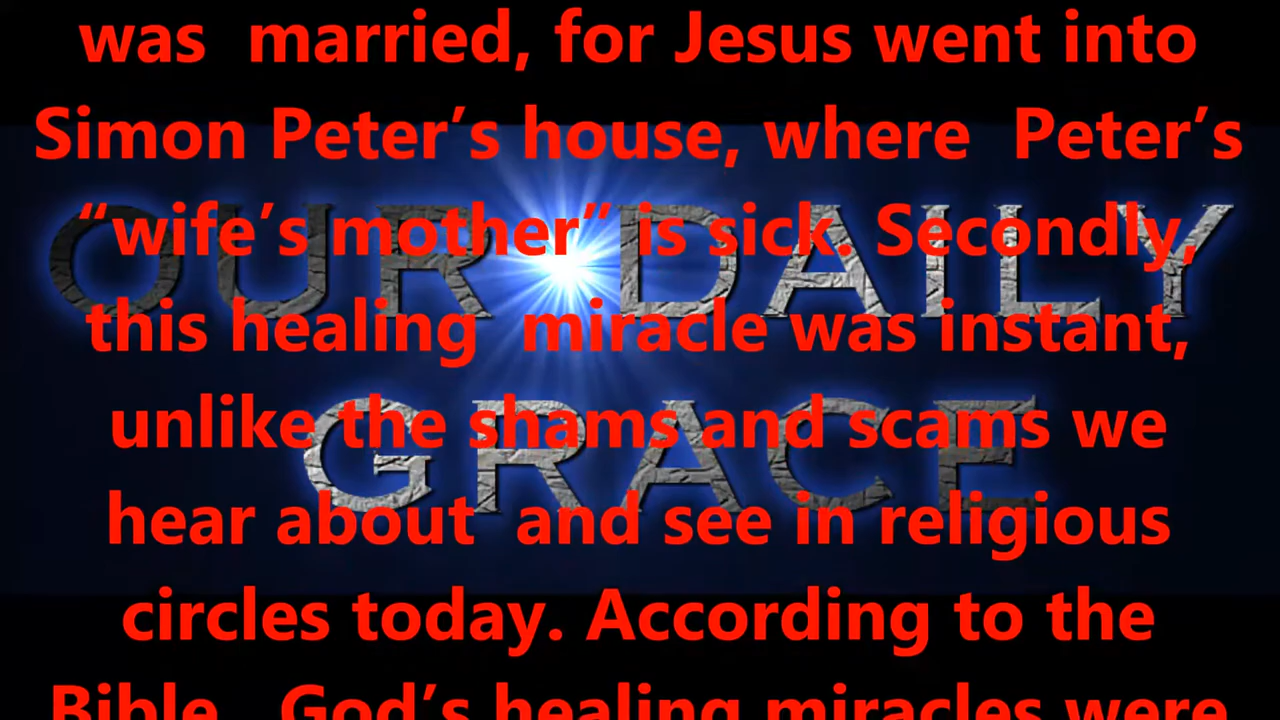 was married, for Jesus went into
Simon Peter’s house, where Peter’s
“wife’s mother” is sick. Secondly,
this healing miracle was instant,
unlike the shams and scams we
hear about and see in religious
circles today. According to the
Bible, God’s healing miracles were
OUR DAILY
GRACE